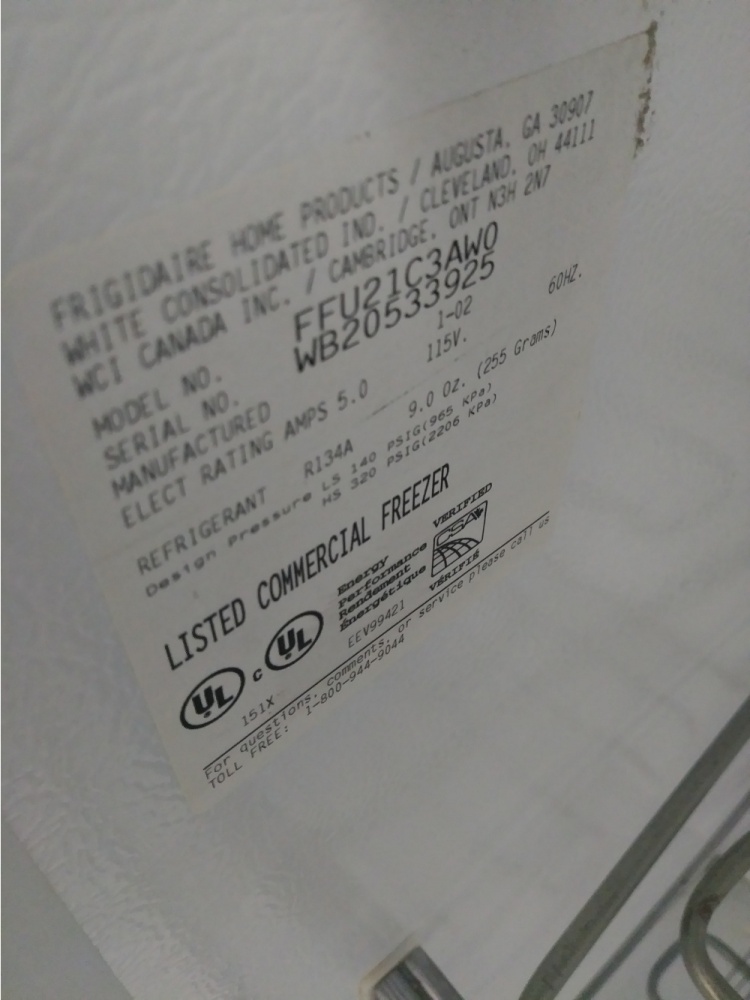 FRIGIDAIRE HOME PRODUCTS / AUGUSTA, GA 30907
WHITE CONSOLIDATED IND. / CLEVELAND, OH 44111
WCI CANADA INC. / CAMBRIDGE, ONT N3H 2N7
MODEL NO. FFU21C3AW0
SERIAL NO. WB20533925
MANUFACTURED 1-02
ELECT RATING AMPS 5.0 115V. 60HZ.
REFRIGERANT R134A 9.0 OZ. (255 Grams)
Design Pressure LS 140 PSIG(965 KPa)
HS 320 PSIG(2206 KPa)
LISTED COMMERCIAL FREEZER
UL c UL
151X
Energy
Performance
Rendement
Énergétique
EEV99421
VERIFIED
CSA
VÉRIFIÉ
For questions, comments, or service please call us
TOLL FREE: 1-800-944-9044